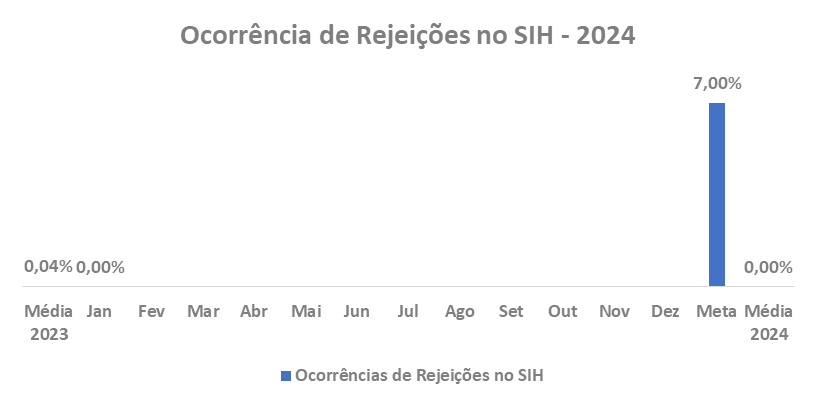 Ocorrência de Rejeições no SIH - 2024
7,00%
0,04% 0,00% 0,00%
Média Jan Fev Mar Abr Mai Jun Jul Ago Set Out Nov Dez Meta Média
2023 2024
Ocorrências de Rejeições no SIH